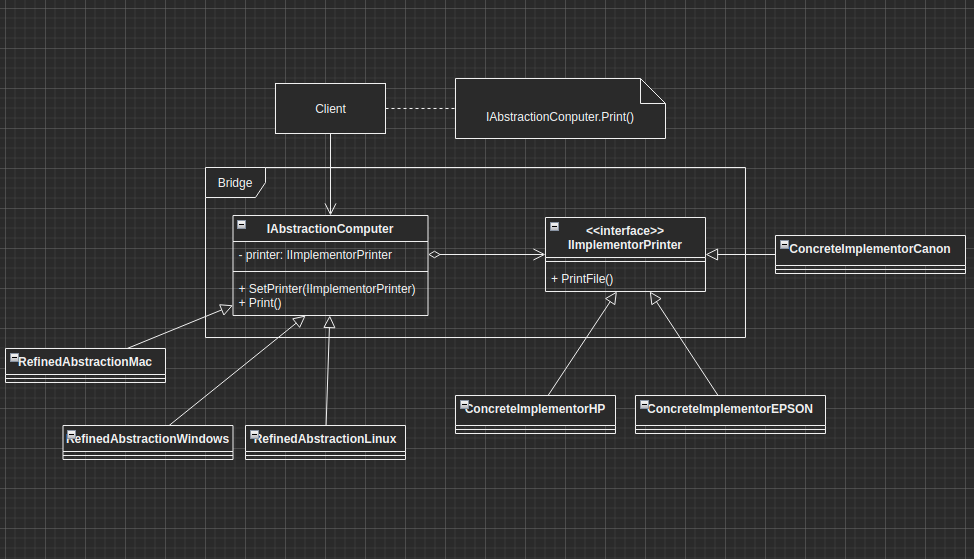 Client
IAbstractionConputer.Print()
Bridge
IAbstractionComputer
- printer: IImplementorPrinter
+ SetPrinter(IImplementorPrinter)
+ Print()
<<interface>>
IImplementorPrinter
+ PrintFile()
ConcreteImplementorCanon
RefinedAbstractionMac
RefinedAbstractionWindows
RefinedAbstractionLinux
ConcreteImplementorHP
ConcreteImplementorEPSON